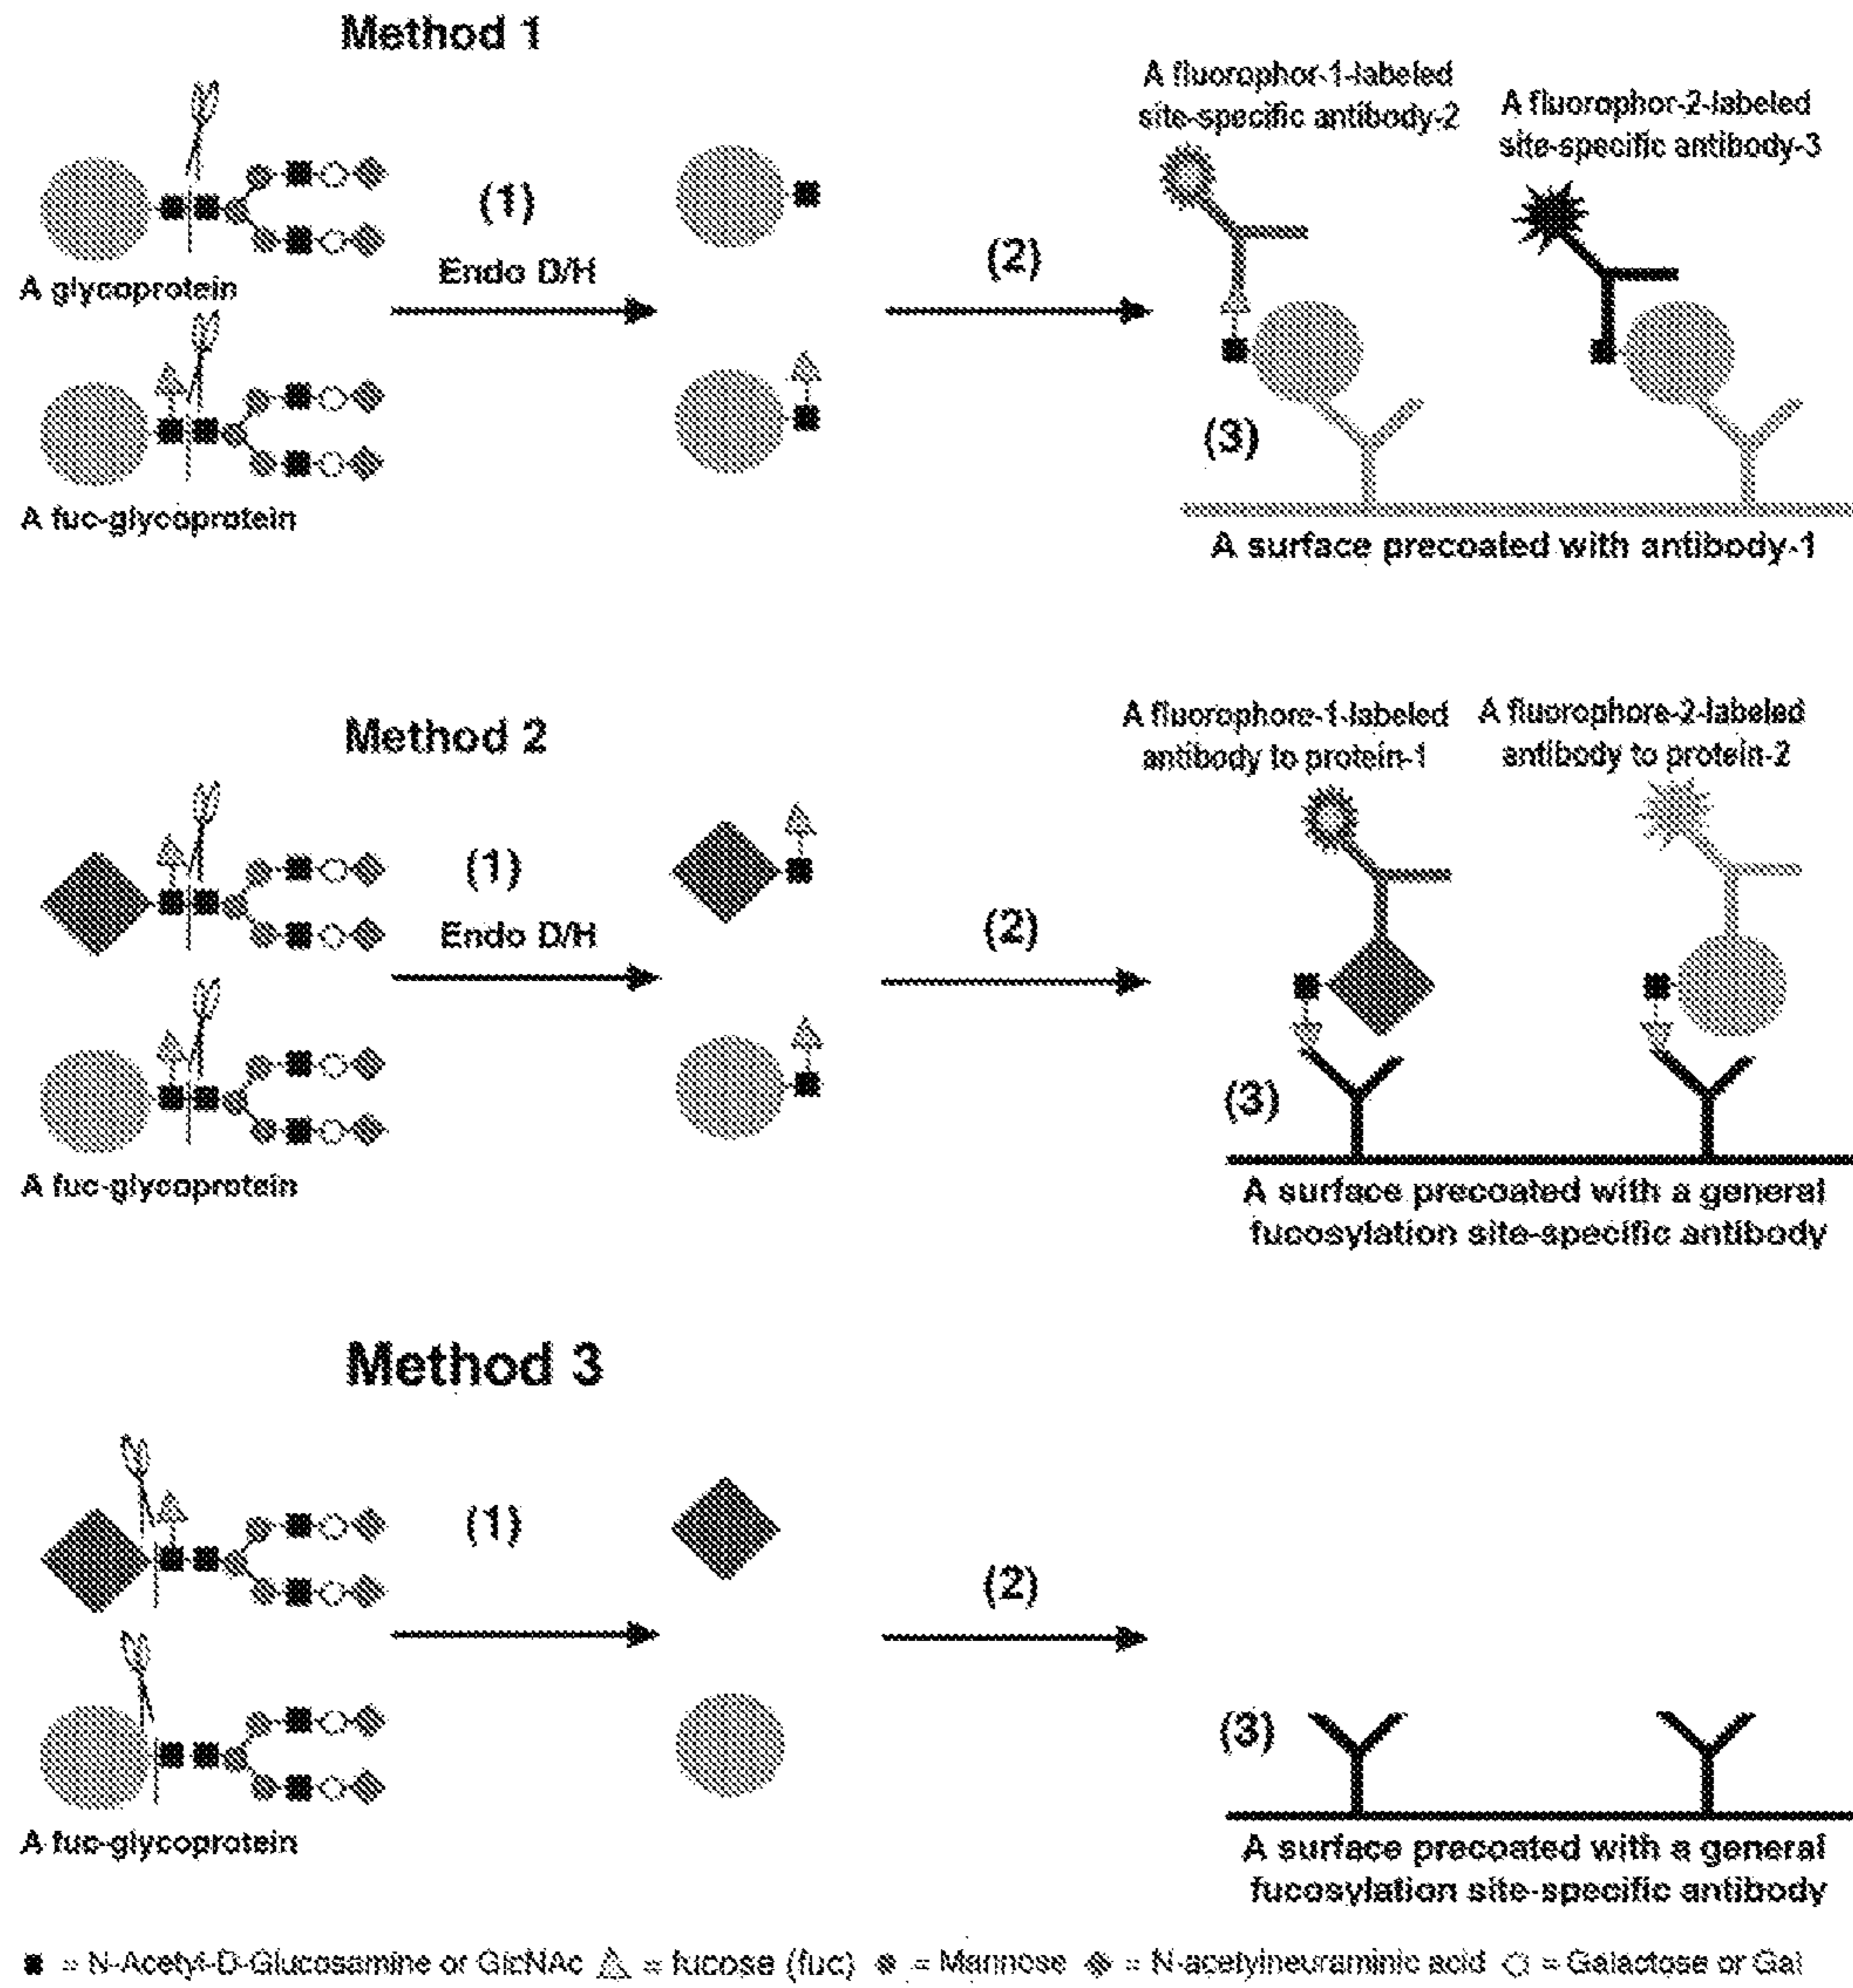 Method 1
A fluorophor-1-labeled
site-specific antibody-2
A fluorophor-2-labeled
site-specific antibody-3
(1)
Endo D/H
(2)
A glycoprotein
(3)
A fuc-glycoprotein
A surface precoated with antibody-1
Method 2
A fluorophore-1-labeled
antibody to protein-1
A fluorophore-2-labeled
antibody to protein-2
(1)
Endo D/H
(2)
(3)
A fuc-glycoprotein
A surface precoated with a general
fucosylation site-specific antibody
Method 3
(1)
(2)
(3)
A fuc-glycoprotein
A surface precoated with a general
fucosylation site-specific antibody
= N-Acetyl-D-Glucosamine or GlcNAc = fucose (fuc) = Mannose = N-acetylneuraminic acid = Galactose or Gal